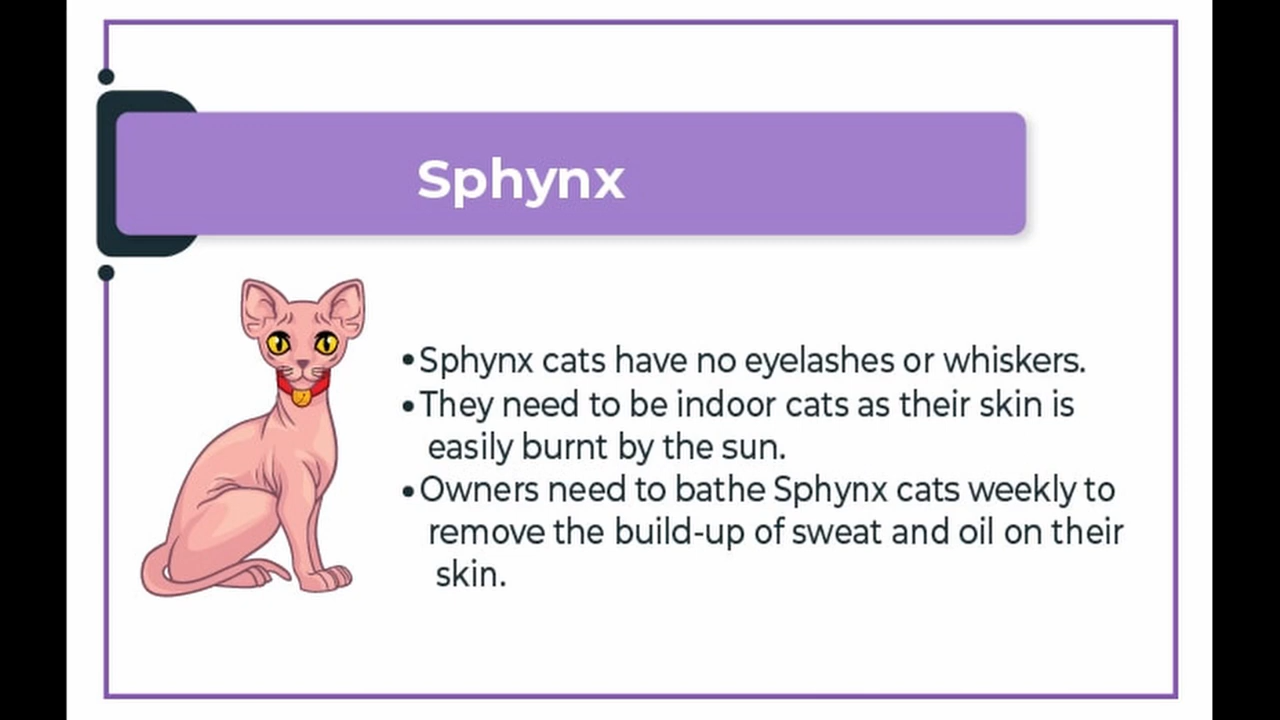 Sphynx
•Sphynx cats have no eyelashes or whiskers.
•They need to be indoor cats as their skin is
easily burnt by the sun.
•Owners need to bathe Sphynx cats weekly to
remove the build-up of sweat and oil on their
skin.